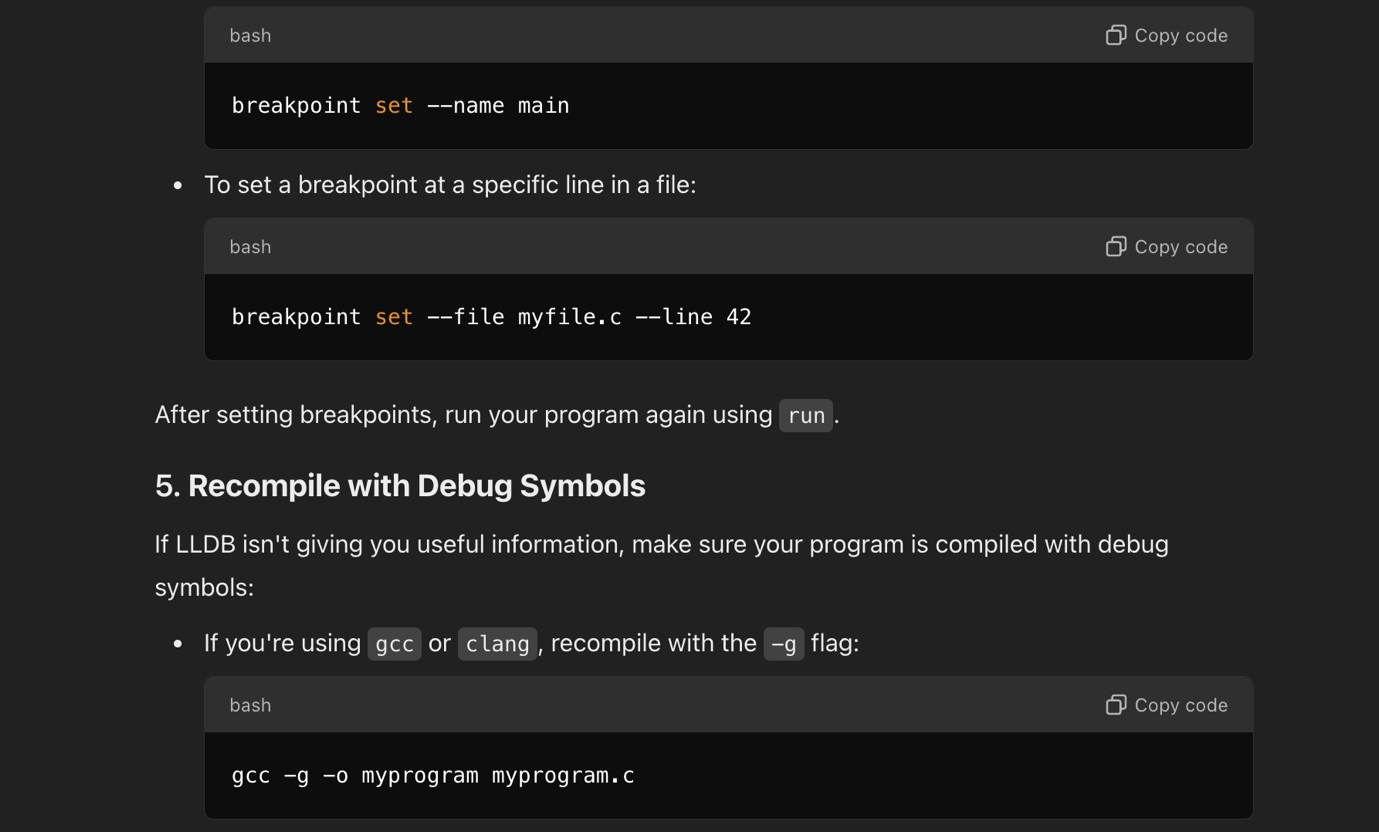 bash
Copy code
breakpoint set --name main
• To set a breakpoint at a specific line in a file:
bash
Copy code
breakpoint set --file myfile.c --line 42
After setting breakpoints, run your program again using run.
5. Recompile with Debug Symbols
If LLDB isn't giving you useful information, make sure your program is compiled with debug
symbols:
• If you're using gcc or clang, recompile with the -g flag:
bash
Copy code
gcc -g -o myprogram myprogram.c